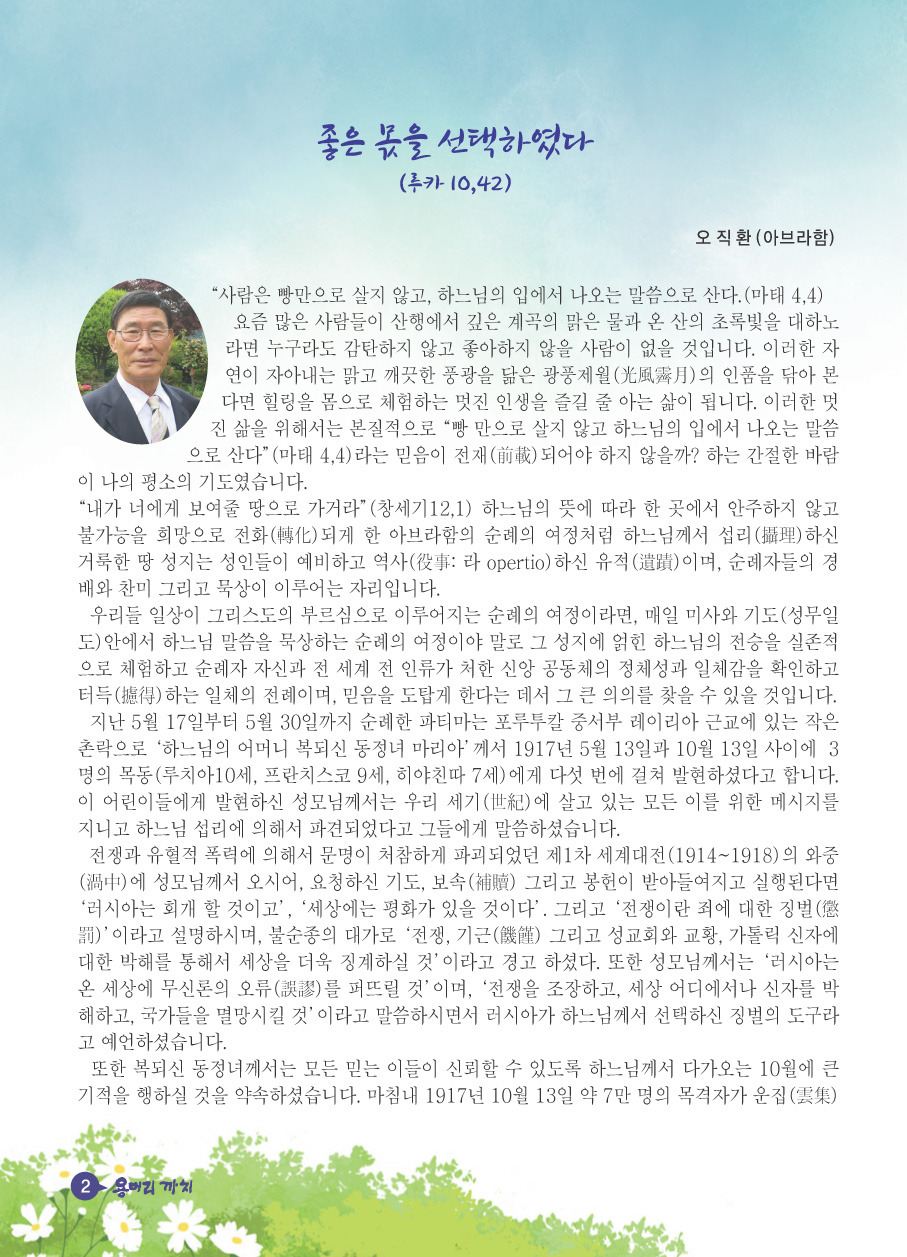 좋은 몫을 선택하였다
(루카 10,42)
오 직 환 (아브라함)
“사람은 빵만으로 살지 않고, 하느님의 입에서 나오는 말씀으로 산다.(마태 4,4)
요즘 많은 사람들이 산행에서 깊은 계곡의 맑은 물과 온 산의 초록빛을 대하노
라면 누구라도 감탄하지 않고 좋아하지 않을 사람이 없을 것입니다. 이러한 자
연이 자아내는 맑고 깨끗한 풍광을 닮은 광풍제월(光風霽月)의 인품을 닦아 본
다면 힐링을 몸으로 체험하는 멋진 인생을 즐길 줄 아는 삶이 됩니다. 이러한 멋
진 삶을 위해서는 본질적으로 “빵 만으로 살지 않고 하느님의 입에서 나오는 말씀
으로 산다”(마태 4,4)라는 믿음이 전재(前載)되어야 하지 않을까? 하는 간절한 바람
이 나의 평소의 기도였습니다.
“내가 너에게 보여줄 땅으로 가거라”(창세기12,1) 하느님의 뜻에 따라 한 곳에서 안주하지 않고
불가능을 희망으로 전화(轉化)되게 한 아브라함의 순례의 여정처럼 하느님께서 섭리(攝理)하신
거룩한 땅 성지는 성인들이 예비하고 역사(役事: 라 opertio)하신 유적(遺蹟)이며, 순례자들의 경
배와 찬미 그리고 묵상이 이루어는 자리입니다.
우리들 일상이 그리스도의 부르심으로 이루어지는 순례의 여정이라면, 매일 미사와 기도(성무일
도)안에서 하느님 말씀을 묵상하는 순례의 여정이야 말로 그 성지에 얽힌 하느님의 전승을 실존적
으로 체험하고 순례자 자신과 전 세계 전 인류가 처한 신앙 공동체의 정체성과 일체감을 확인하고
터득(攄得)하는 일체의 전례이며, 믿음을 도탑게 한다는 데서 그 큰 의의를 찾을 수 있을 것입니다.
지난 5월 17일부터 5월 30일까지 순례한 파티마는 포루투칼 중서부 레이리아 근교에 있는 작은
촌락으로 ‘하느님의 어머니 복되신 동정녀 마리아’께서 1917년 5월 13일과 10월 13일 사이에 3
명의 목동(루치아10세, 프란치스코 9세, 히야친따 7세)에게 다섯 번에 걸쳐 발현하셨다고 합니다.
이 어린이들에게 발현하신 성모님께서는 우리 세기(世紀)에 살고 있는 모든 이를 위한 메시지를
지니고 하느님 섭리에 의해서 파견되었다고 그들에게 말씀하셨습니다.
전쟁과 유혈적 폭력에 의해서 문명이 처참하게 파괴되었던 제1차 세계대전(1914~1918)의 와중
(渦中)에 성모님께서 오시어, 요청하신 기도, 보속(補贖) 그리고 봉헌이 받아들여지고 실행된다면
‘러시아는 회개 할 것이고’, ‘세상에는 평화가 있을 것이다’. 그리고 ‘전쟁이란 죄에 대한 징벌(懲
罰)’이라고 설명하시며, 불순종의 대가로 ‘전쟁, 기근(饑饉) 그리고 성교회와 교황, 가톨릭 신자에
대한 박해를 통해서 세상을 더욱 징계하실 것’이라고 경고 하셨다. 또한 성모님께서는 ‘러시아는
온 세상에 무신론의 오류(誤謬)를 퍼뜨릴 것’이며, ‘전쟁을 조장하고, 세상 어디에서나 신자를 박
해하고, 국가들을 멸망시킬 것’이라고 말씀하시면서 러시아가 하느님께서 선택하신 징벌의 도구라
고 예언하셨습니다.
또한 복되신 동정녀께서는 모든 믿는 이들이 신뢰할 수 있도록 하느님께서 다가오는 10월에 큰
기적을 행하실 것을 약속하셨습니다. 마침내 1917년 10월 13일 약 7만 명의 목격자가 운집(雲集)
2 용머리 까치